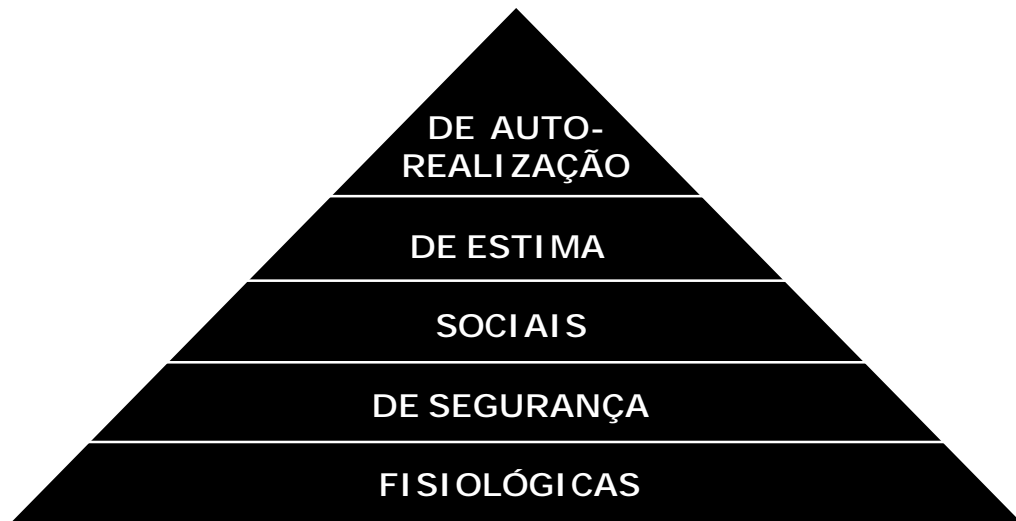 DE AUTO-
REALIZAÇÃO
DE ESTIMA
SOCIAIS
DE SEGURANÇA
FISIOLÓGICAS